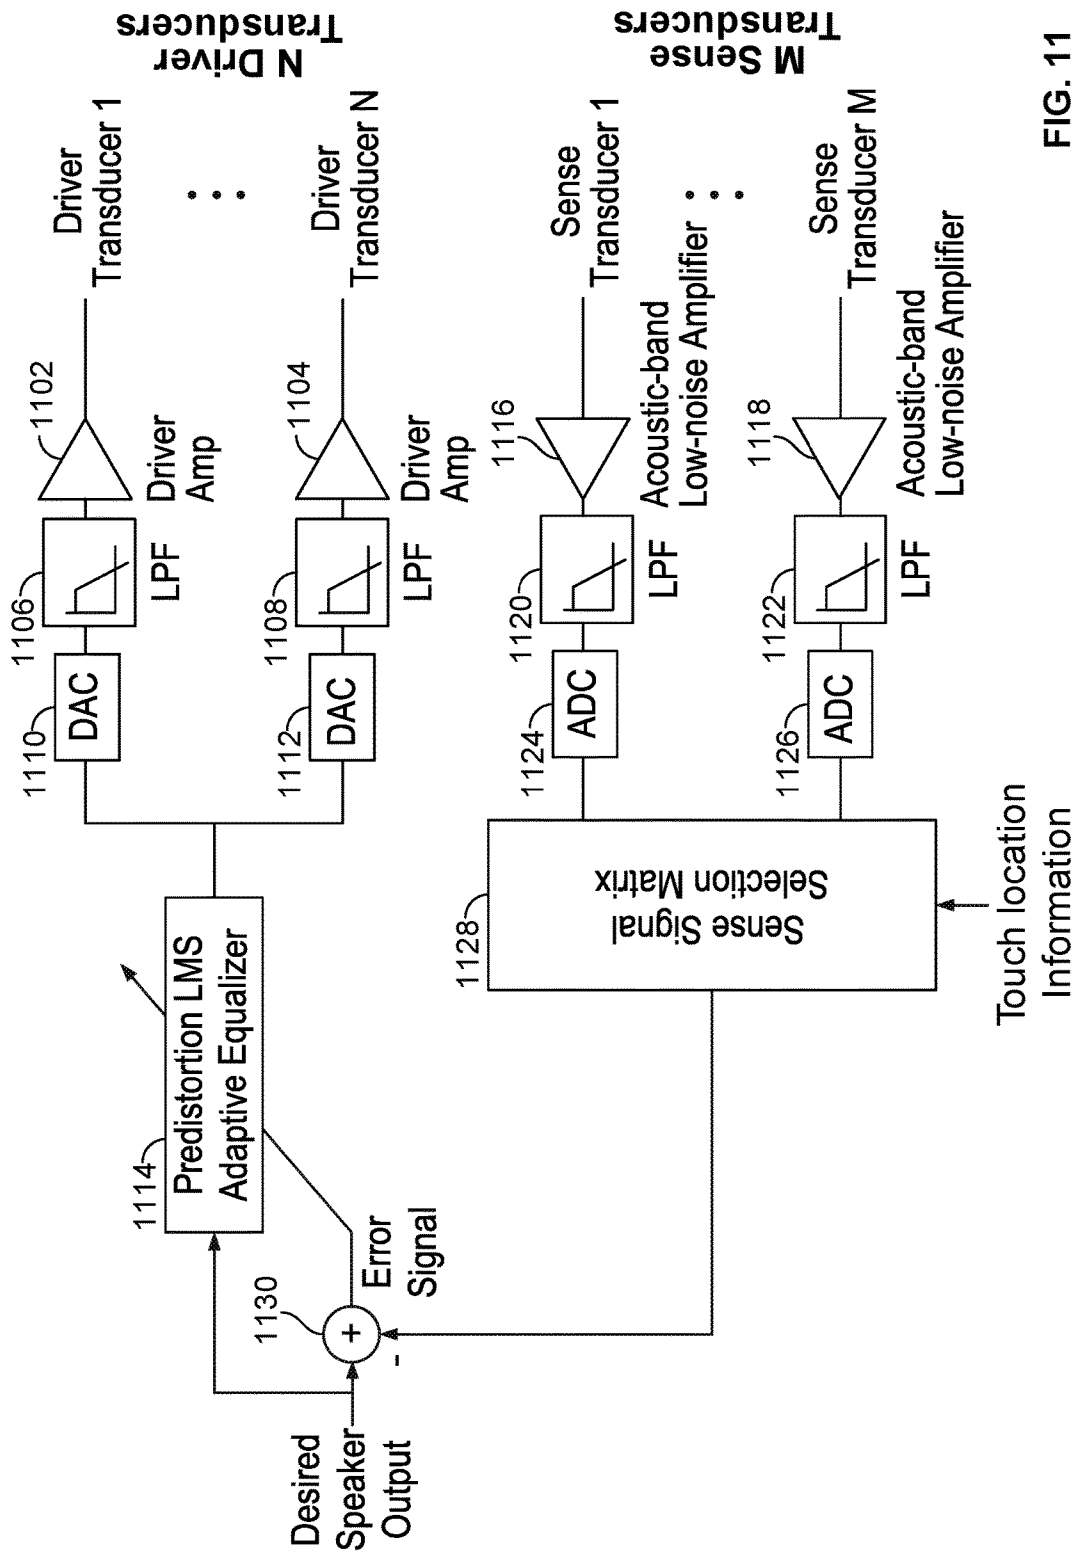 N Driver
Transducers
M Sense
Transducers
Driver
Transducer 1
Driver
Transducer N
Sense
Transducer 1
Sense
Transducer M
1102
Driver
Amp
1104
Driver
Amp
1116
Acoustic-band
Low-noise Amplifier
1118
Acoustic-band
Low-noise Amplifier
1106
LPF
1108
LPF
1120
LPF
1122
LPF
1110
DAC
1112
DAC
1124
ADC
1126
ADC
1114
Predistortion LMS
Adaptive Equalizer
1128
Sense Signal
Selection Matrix
Touch location
Information
1130
+
-
Error
Signal
Desired
Speaker
Output
FIG. 11